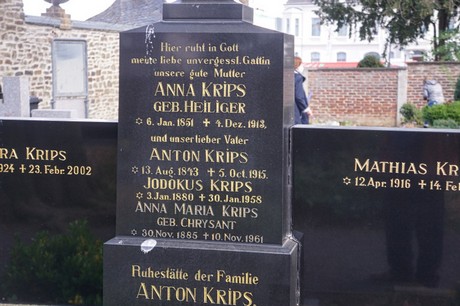 Hier ruht in Gott
meine liebe unvergessl. Gattin
unsere gute Mutter
Anna Krips
geb. Heiliger
✡ 6. Jan. 1851 ✢ 4. Dez. 1913,
und unser lieber Vater
Anton Krips
✡ 13. Aug. 1843 ✢ 5. Oct. 1915.
Jodokus Krips
✡ 3. Jan. 1880 ✢ 30. Jan. 1958
Anna Maria Krips
geb. Chrysant
✡ 30. Nov. 1885 ✢ 10. Nov. 1961
Ruhestätte der Familie
Anton Krips.
ra Krips
924 ✢ 23. Febr. 2002
Mathias Kr
✡ 12. Apr. 1916 ✢ 14. Fe